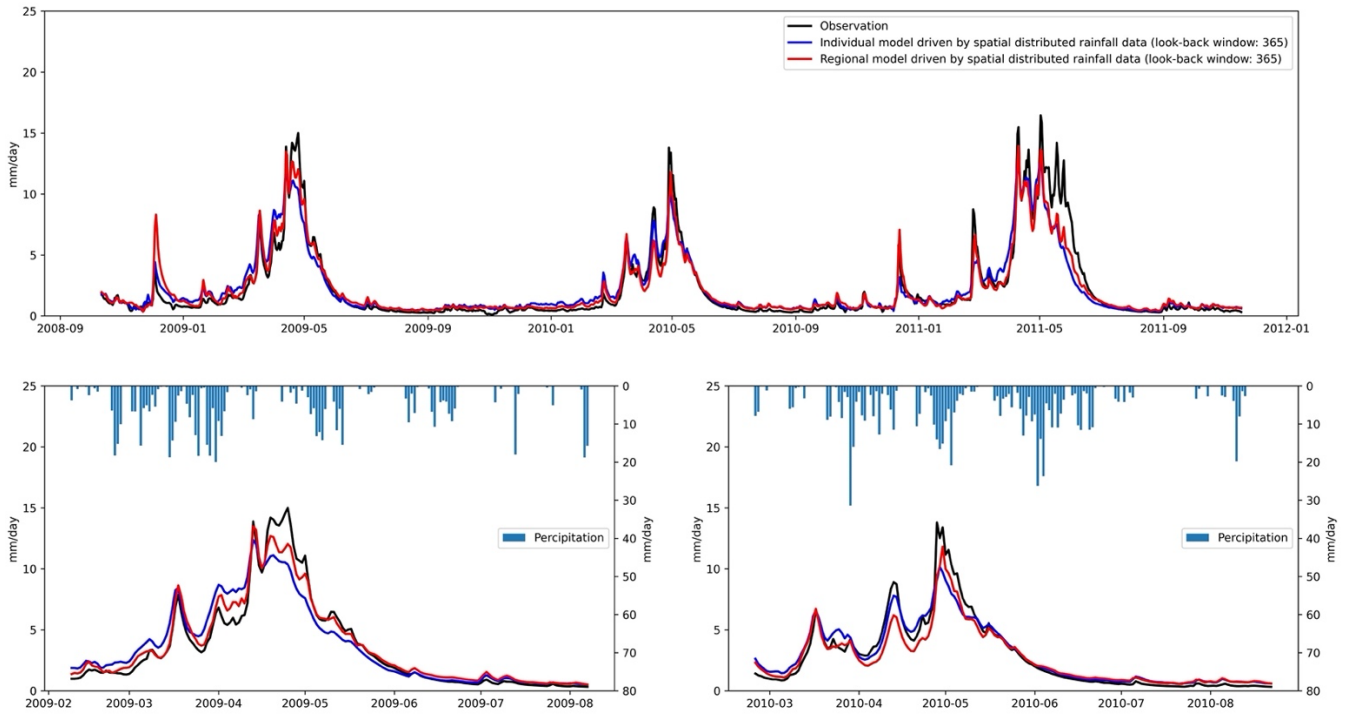 25
20
15
10
5
0
mm/day
Observation
Individual model driven by spatial distributed rainfall data (look-back window: 365)
Regional model driven by spatial distributed rainfall data (look-back window: 365)
2008-09 2009-01 2009-05 2009-09 2010-01 2010-05 2010-09 2011-01 2011-05 2011-09 2012-01
25
20
15
10
5
0
mm/day
0
10
20
30
40
50
60
70
80
mm/day
Percipitation
2009-02 2009-03 2009-04 2009-05 2009-06 2009-07 2009-08
25
20
15
10
5
0
mm/day
0
10
20
30
40
50
60
70
80
mm/day
Percipitation
2010-03 2010-04 2010-05 2010-06 2010-07 2010-08